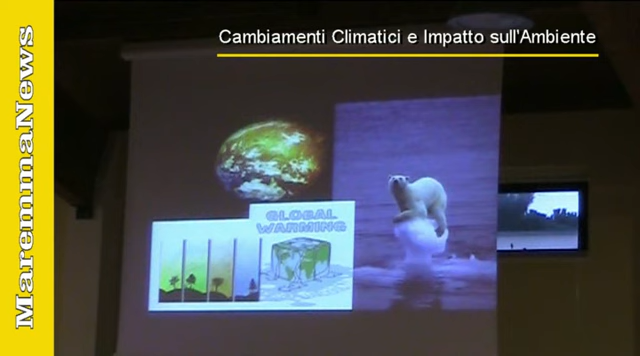 Cambiamenti Climatici e Impatto sull'Ambiente
MaremmaNews
GLOBAL
WARMING